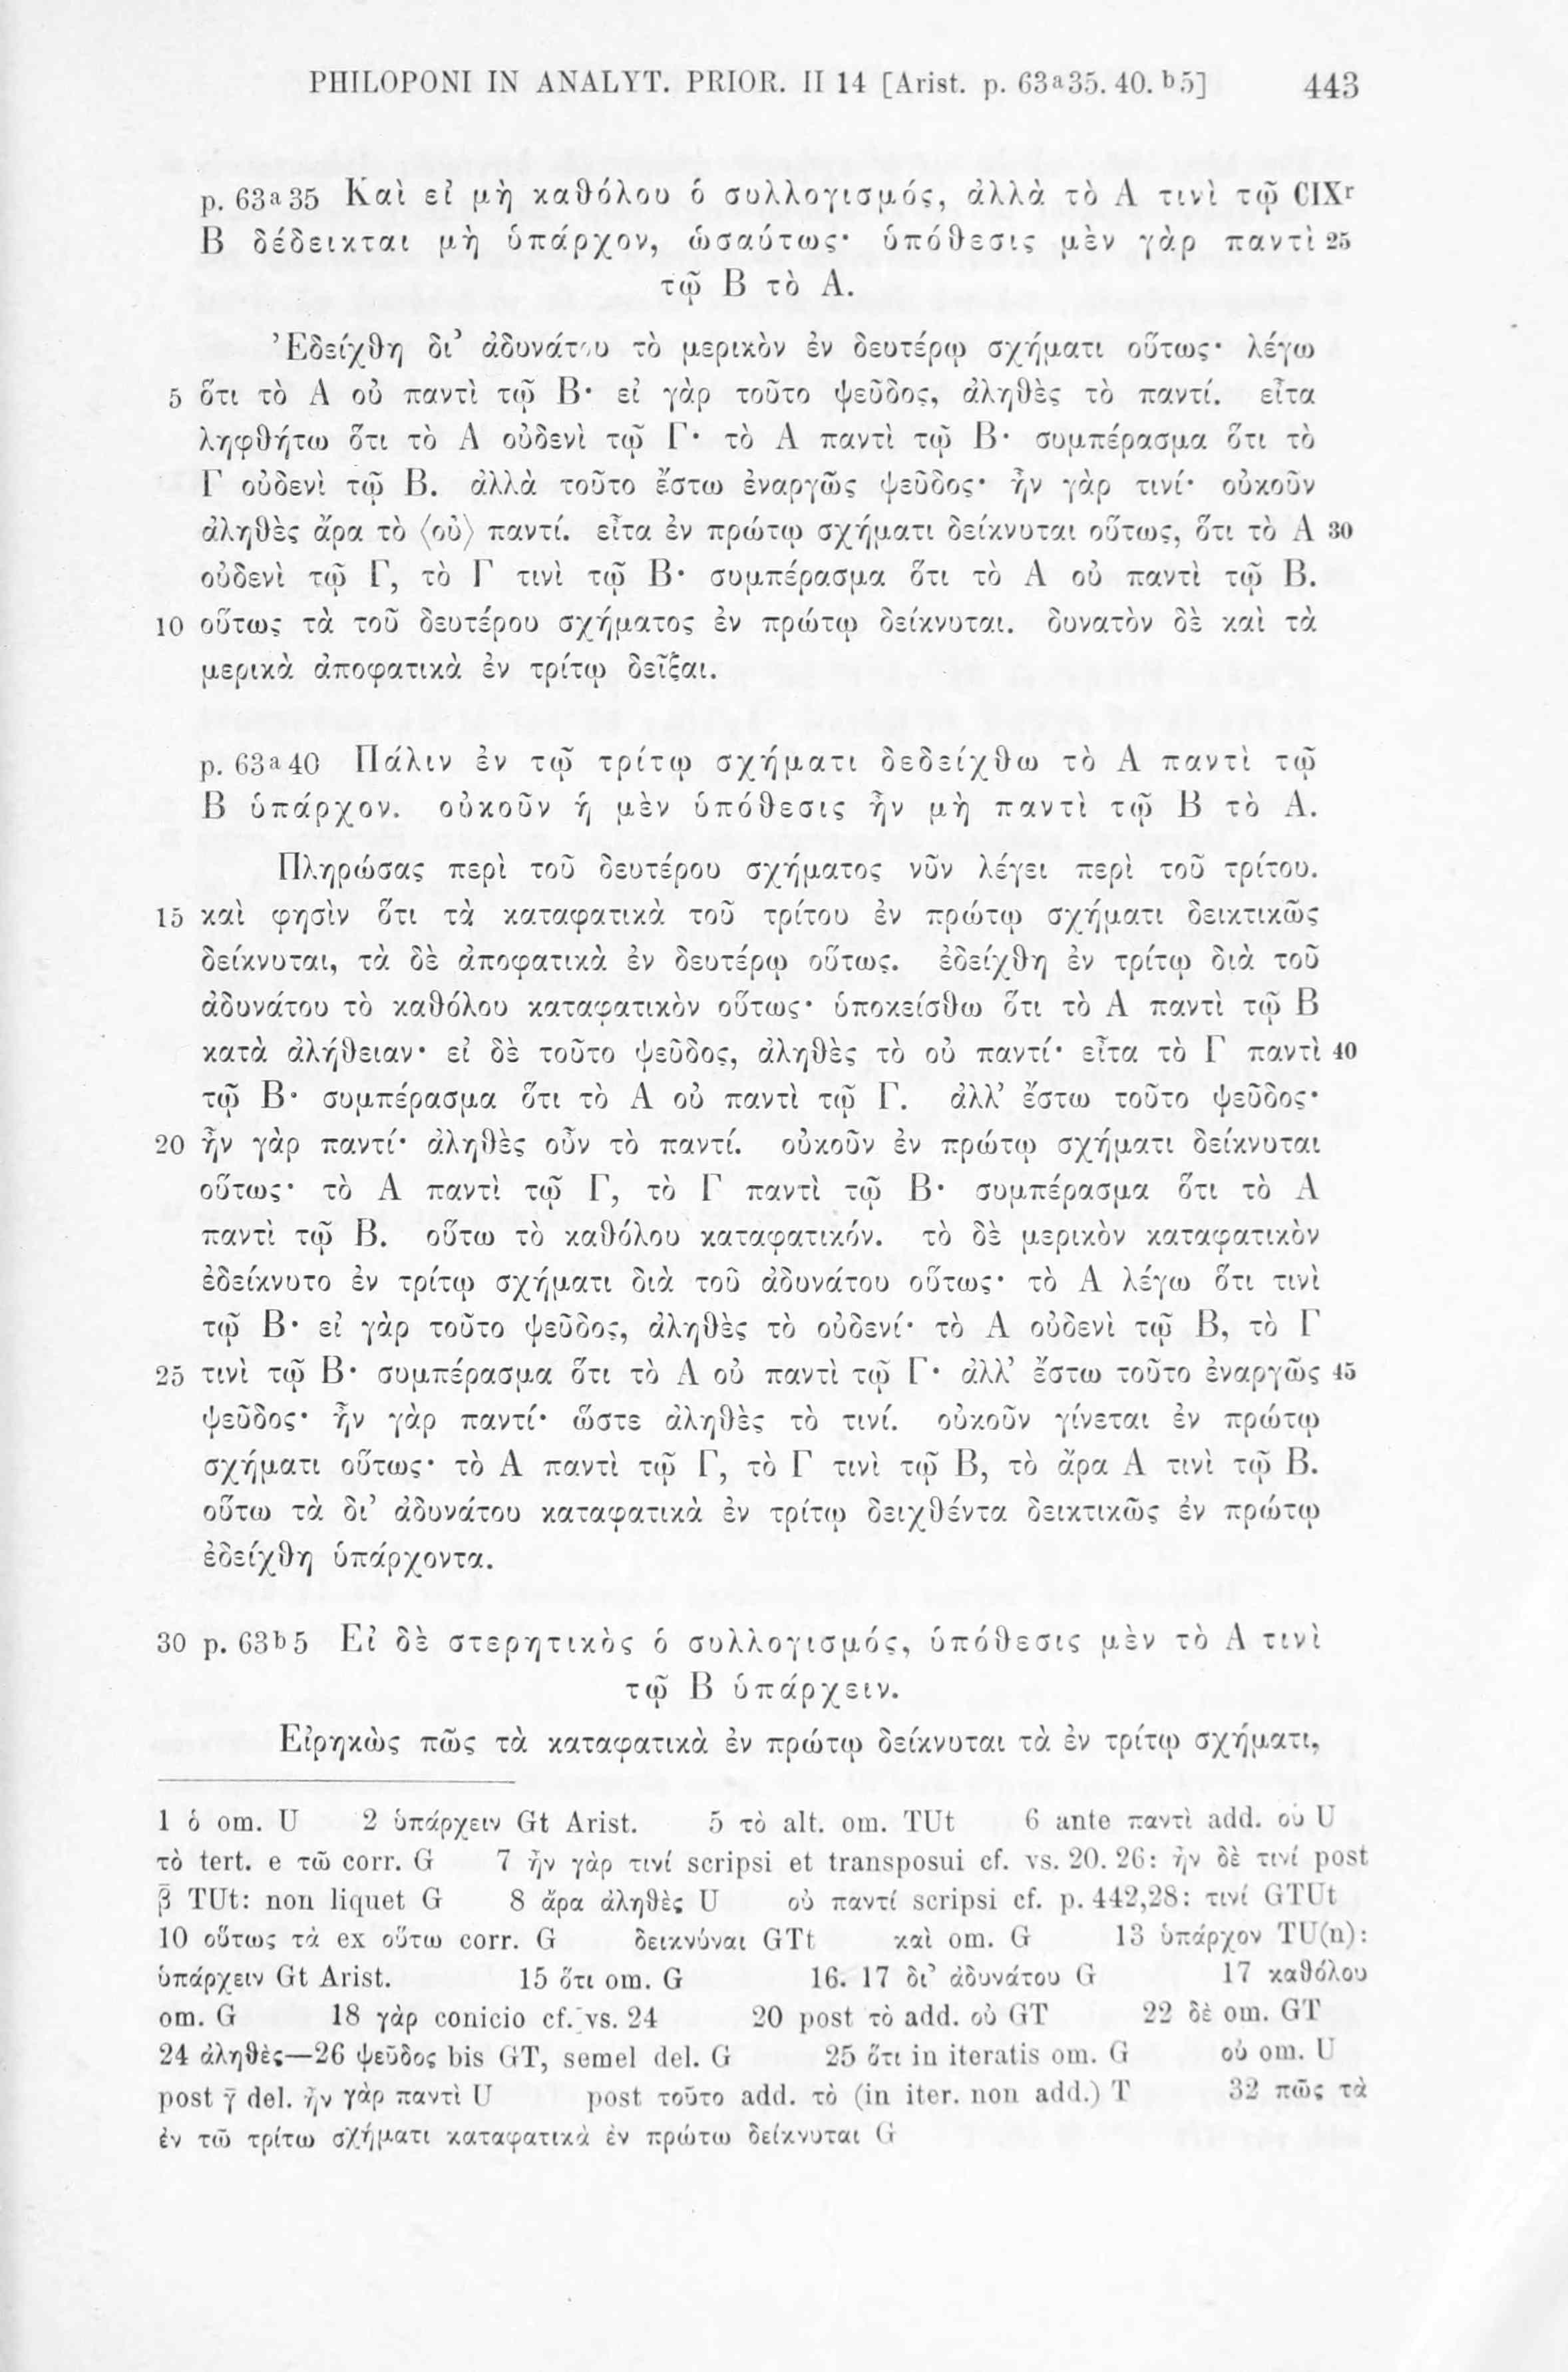 PHILOPONI IN ANALYT. PRIOR. II 14 [Arist. p. 63a35. 40. b5] 443
p. 63a35 Καὶ εἰ μὴ καθόλου ὁ συλλογισμός, ἀλλὰ τὸ Α τινὶ τῷ CIXr
Β δέδεικται μὴ ὑπάρχον, ὡσαύτως· ὑπόθεσις μὲν γὰρ παντὶ 25
τῷ Β τὸ Α.
Ἐδείχθη δι’ ἀδυνάτου τὸ μερικὸν ἐν δευτέρῳ σχήματι οὕτως· λέγω
5 ὅτι τὸ Α οὐ παντὶ τῷ Β· εἰ γὰρ τοῦτο ψεῦδος, ἀληθὲς τὸ παντί. εἶτα
ληφθήτω ὅτι τὸ Α οὐδενὶ τῷ Γ· τὸ Α παντὶ τῷ Β· συμπέρασμα ὅτι τὸ
Γ οὐδενὶ τῷ Β. ἀλλὰ τοῦτο ἔστω ἐναργῶς ψεῦδος· ἦν γὰρ τινί· οὐκοῦν
ἀληθὲς ἄρα τὸ ⟨οὐ⟩ παντί. εἶτα ἐν πρώτῳ σχήματι δείκνυται οὕτως, ὅτι τὸ Α 30
οὐδενὶ τῷ Γ, τὸ Γ τινὶ τῷ Β· συμπέρασμα ὅτι τὸ Α οὐ παντὶ τῷ Β.
10 οὕτως τὰ τοῦ δευτέρου σχήματος ἐν πρώτῳ δείκνυται. δυνατὸν δὲ καὶ τὰ
μερικὰ ἀποφατικὰ ἐν τρίτῳ δεῖξαι.
p. 63a40 Πάλιν ἐν τῷ τρίτῳ σχήματι δεδείχθω τὸ Α παντὶ τῷ
Β ὑπάρχον. οὐκοῦν ἡ μὲν ὑπόθεσις ἦν μὴ παντὶ τῷ Β τὸ Α.
Πληρώσας περὶ τοῦ δευτέρου σχήματος νῦν λέγει περὶ τοῦ τρίτου.
15 καὶ φησὶν ὅτι τὰ καταφατικὰ τοῦ τρίτου ἐν πρώτῳ σχήματι δεικτικῶς
δείκνυται, τὰ δὲ ἀποφατικὰ ἐν δευτέρῳ οὕτως. ἐδείχθη ἐν τρίτῳ διὰ τοῦ
ἀδυνάτου τὸ καθόλου καταφατικὸν οὕτως· ὑποκείσθω ὅτι τὸ Α παντὶ τῷ Β
κατὰ ἀλήθειαν· εἰ δὲ τοῦτο ψεῦδος, ἀληθὲς τὸ οὐ παντί· εἶτα τὸ Γ παντὶ 40
τῷ Β· συμπέρασμα ὅτι τὸ Α οὐ παντὶ τῷ Γ. ἀλλ’ ἔστω τοῦτο ψεῦδος·
20 ἦν γὰρ παντί· ἀληθὲς οὖν τὸ παντί. οὐκοῦν ἐν πρώτῳ σχήματι δείκνυται
οὕτως· τὸ Α παντὶ τῷ Γ, τὸ Γ παντὶ τῷ Β· συμπέρασμα ὅτι τὸ Α
παντὶ τῷ Β. οὕτω τὸ καθόλου καταφατικόν. τὸ δὲ μερικὸν καταφατικὸν
ἐδείκνυτο ἐν τρίτῳ σχήματι διὰ τοῦ ἀδυνάτου οὕτως· τὸ Α λέγω ὅτι τινὶ
τῷ Β· εἰ γὰρ τοῦτο ψεῦδος, ἀληθὲς τὸ οὐδενί· τὸ Α οὐδενὶ τῷ Β, τὸ Γ
25 τινὶ τῷ Β· συμπέρασμα ὅτι τὸ Α οὐ παντὶ τῷ Γ· ἀλλ’ ἔστω τοῦτο ἐναργῶς 45
ψεῦδος· ἦν γὰρ παντί· ὥστε ἀληθὲς τὸ τινί. οὐκοῦν γίνεται ἐν πρώτῳ
σχήματι οὕτως· τὸ Α παντὶ τῷ Γ, τὸ Γ τινὶ τῷ Β, τὸ ἄρα Α τινὶ τῷ Β.
οὕτω τὰ δι’ ἀδυνάτου καταφατικὰ ἐν τρίτῳ δειχθέντα δεικτικῶς ἐν πρώτῳ
ἐδείχθη ὑπάρχοντα.
30 p. 63b5 Εἰ δὲ στερητικὸς ὁ συλλογισμός, ὑπόθεσις μὲν τὸ Α τινὶ
τῷ Β ὑπάρχειν.
Εἰρηκὼς πῶς τὰ καταφατικὰ ἐν πρώτῳ δείκνυται τὰ ἐν τρίτῳ σχήματι,
1 ὁ om. U 2 ὑπάρχειν Gt Arist. 5 τὸ alt. om. TUt 6 ante παντὶ add. οὐ U
τὸ tert. e τῶ corr. G 7 ἦν γὰρ τινί scripsi et transposui cf. vs. 20. 26: ἦν δὲ τινί post
β̄ TUt: non liquet G 8 ἄρα ἀληθὲς U οὐ παντί scripsi cf. p. 442,28: τινί GTUt
10 οὕτως τὰ ex οὕτω corr. G δεικνύναι GTt καὶ om. G 13 ὑπάρχον TU(n):
ὑπάρχειν Gt Arist. 15 ὅτι om. G 16. 17 δι’ ἀδυνάτου G 17 καθόλου
om. G 18 γὰρ conicio cf. vs. 24 20 post τὸ add. οὐ GT 22 δὲ om. GT
24 ἀληθὲς—26 ψεῦδος bis GT, semel del. G 25 ὅτι in iteratis om. G οὐ om. U
post γ̄ del. ἦν γὰρ παντὶ U post τοῦτο add. τὸ (in iter. non add.) T 32 πῶς τὰ
ἐν τῶ τρίτω σχήματι καταφατικὰ ἐν πρώτω δείκνυται G